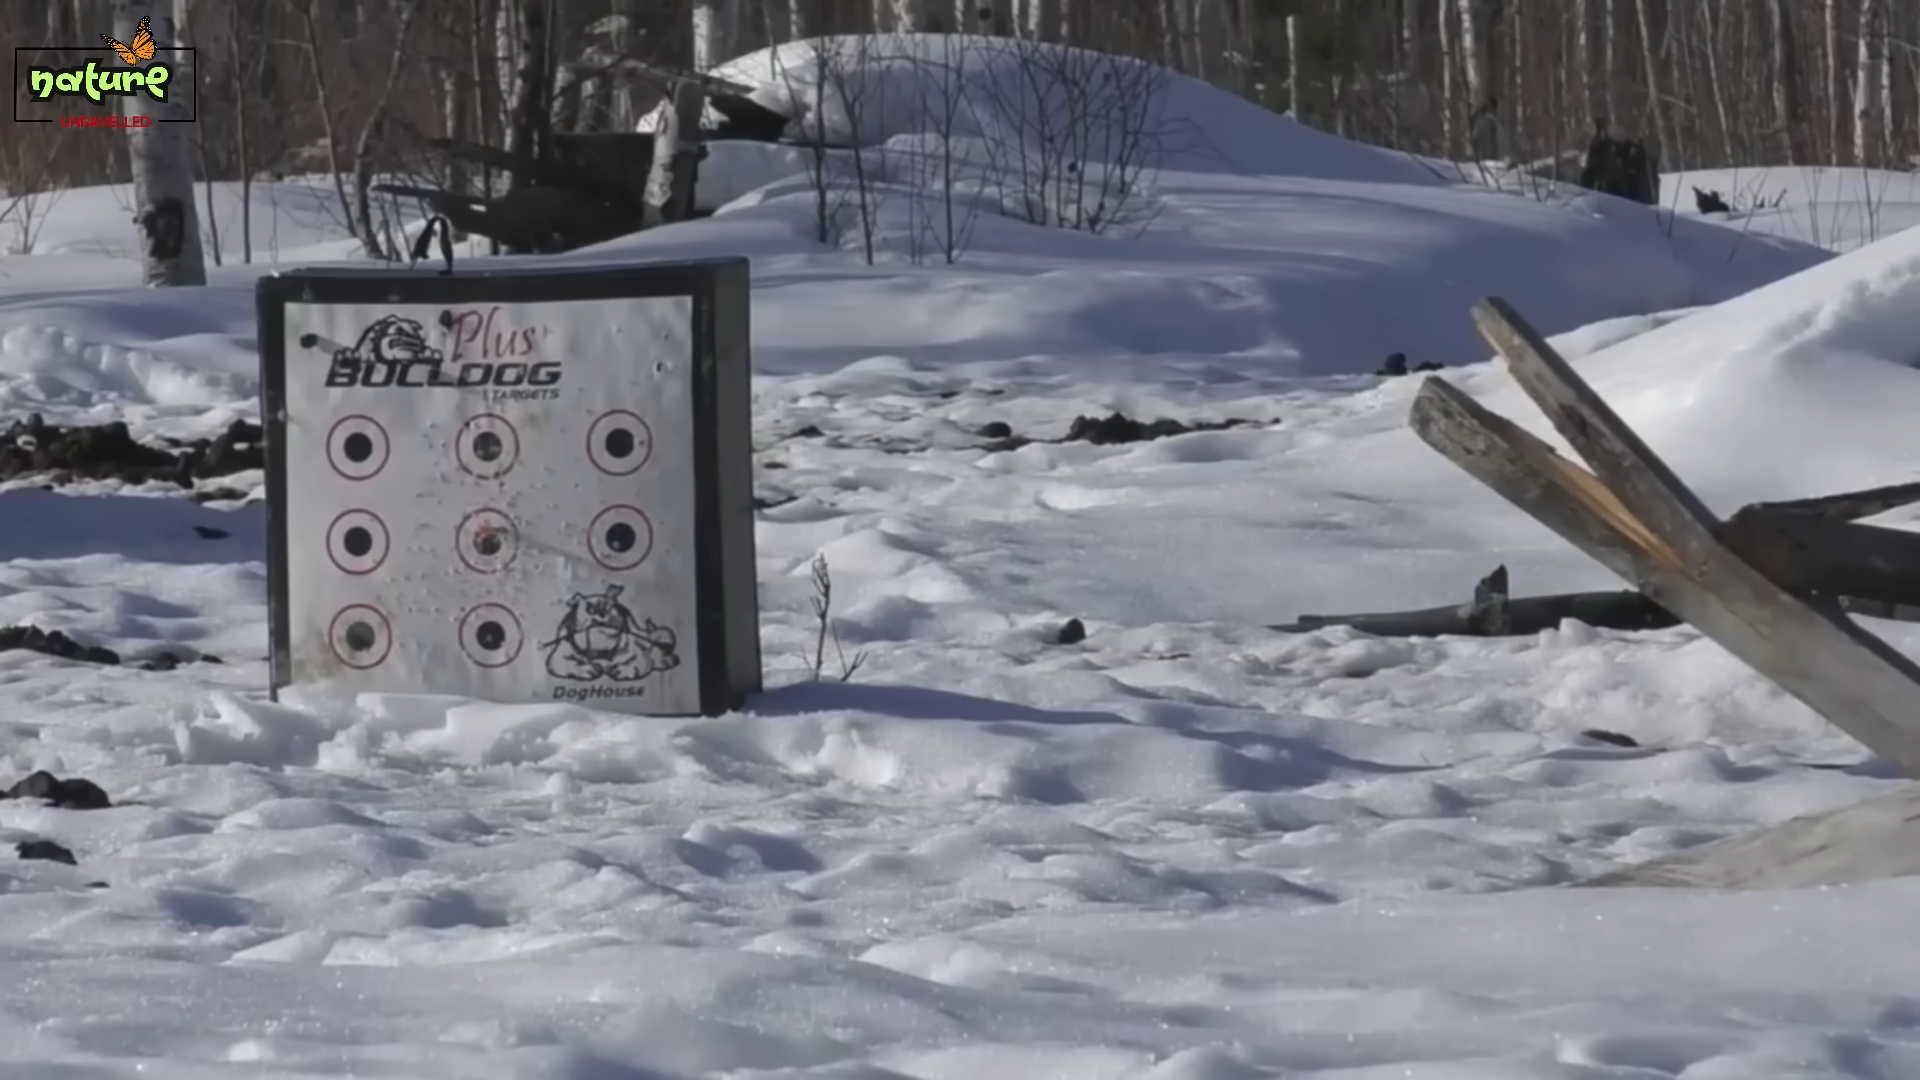 nature
UNRAVELLED
Plus
BULLDOG
TARGETS
DogHouse